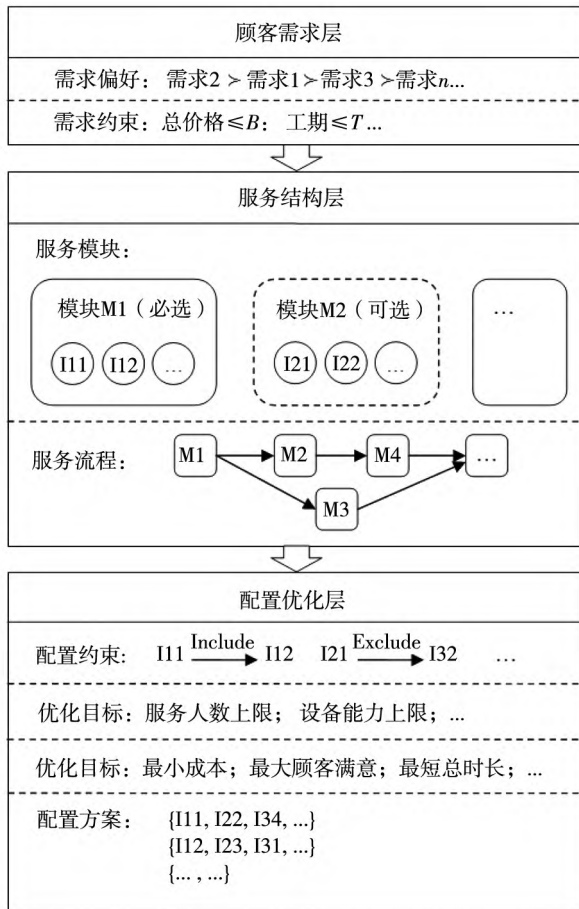 顾客需求层
需求偏好： 需求2 ≻ 需求1 ≻ 需求3 ≻ 需求n...
需求约束：总价格≤B： 工期≤T...
服务结构层
服务模块：
模块M1（必选） 模块M2（可选） …
I11 I12 … I21 I22 …
服务流程： M1 M2 M4 …
M3
配置优化层
Include Exclude
配置约束: I11 I12 I21 I32 …
优化目标：服务人数上限； 设备能力上限；...
优化目标：最小成本；最大顾客满意；最短总时长；...
配置方案： {I11, I22, I34, ...}
{I12, I23, I31, ...}
{... , ...}